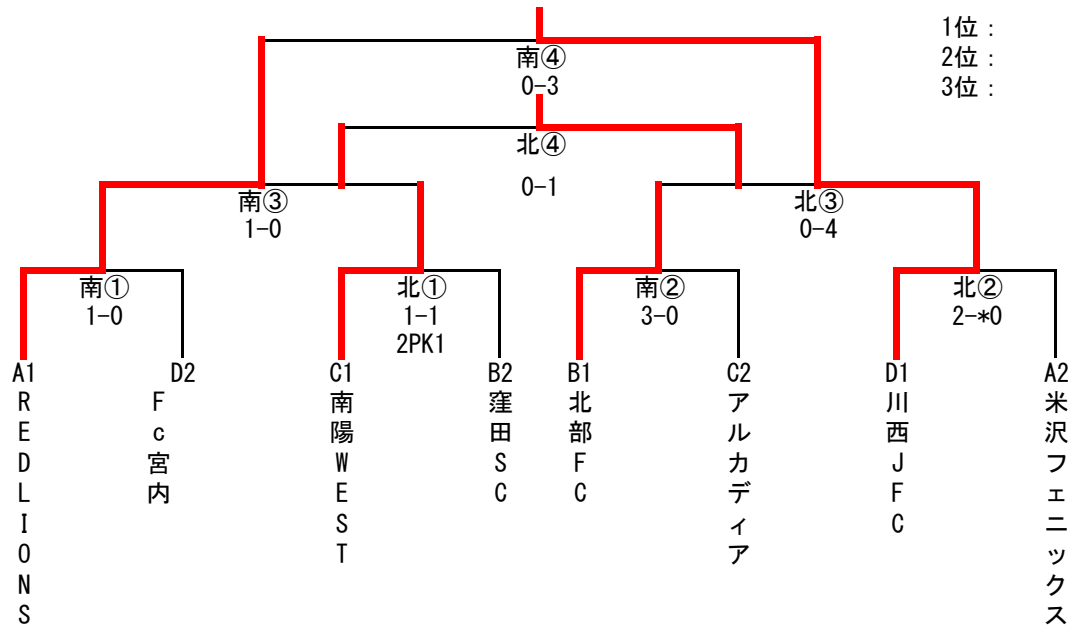 1位：
2位：
3位：
南④
0-3
北④
0-1
南③
1-0
北③
0-4
南①
1-0
北①
1-1
2PK1
南②
3-0
北②
2-*0
A1
REDLIONS
D2
Fc宮内
C1
南陽WEST
B2
窪田SC
B1
北部FC
C2
アルカディア
D1
川西JFC
A2
米沢フェニックス